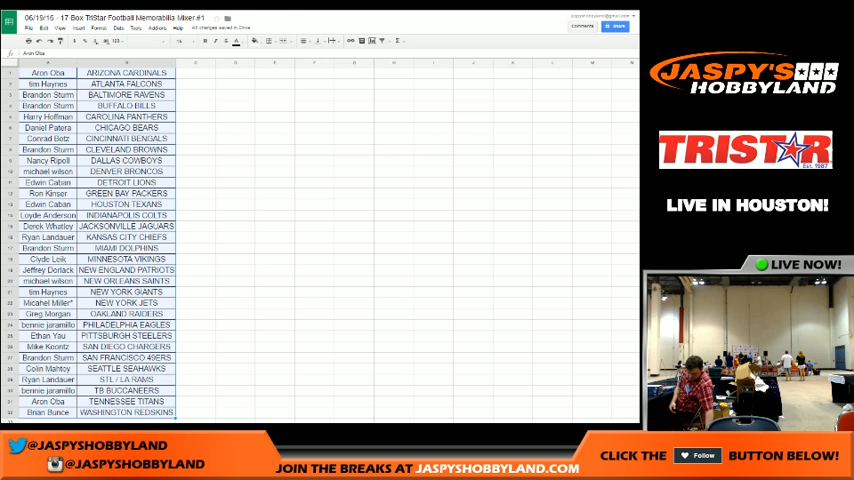 06/19/16 - 17 Box TriStar Football Memorabilia Mixer #1
File Edit View Insert Format Data Tools Add-ons Help All changes saved in Drive
Comments Share
Aron Oba
Aron Oba ARIZONA CARDINALS
tim Haynes ATLANTA FALCONS
Brandon Sturm BALTIMORE RAVENS
Brandon Sturm BUFFALO BILLS
Harry Hoffman CAROLINA PANTHERS
Daniel Patera CHICAGO BEARS
Conrad Botz CINCINNATI BENGALS
Brandon Sturm CLEVELAND BROWNS
Nancy Ripoll DALLAS COWBOYS
michael wilson DENVER BRONCOS
Edwin Caban DETROIT LIONS
Ron Kinser GREEN BAY PACKERS
Edwin Caban HOUSTON TEXANS
Loyde Anderson INDIANAPOLIS COLTS
Derek Whatley JACKSONVILLE JAGUARS
Ryan Landauer KANSAS CITY CHIEFS
Brandon Sturm MIAMI DOLPHINS
Clyde Leik MINNESOTA VIKINGS
Jeffrey Dorlack NEW ENGLAND PATRIOTS
michael wilson NEW ORLEANS SAINTS
tim Haynes NEW YORK GIANTS
Micahel Miller* NEW YORK JETS
Greg Morgan OAKLAND RAIDERS
bennie jaramillo PHILADELPHIA EAGLES
Ethan Yau PITTSBURGH STEELERS
Mike Koontz SAN DIEGO CHARGERS
Brandon Sturm SAN FRANCISCO 49ERS
Colin Mahtoy SEATTLE SEAHAWKS
Ryan Landauer STL / LA RAMS
bennie jaramillo TB BUCCANEERS
Aron Oba TENNESSEE TITANS
Brian Bunce WASHINGTON REDSKINS
JASPY'S
HOBBYLAND
TRISTAR
Est. 1987
LIVE IN HOUSTON!
LIVE NOW!
@JASPYSHOBBYLAND
@JASPYSHOBBYLAND
JOIN THE BREAKS AT JASPYSHOBBYLAND.COM
CLICK THE Follow BUTTON BELOW!